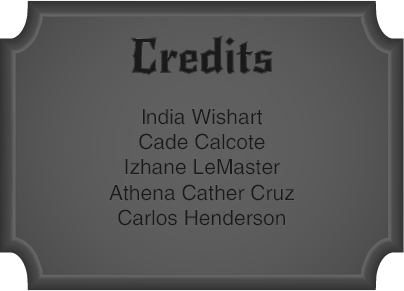 Credits
India Wishart
Cade Calcote
Izhane LeMaster
Athena Cather Cruz
Carlos Henderson